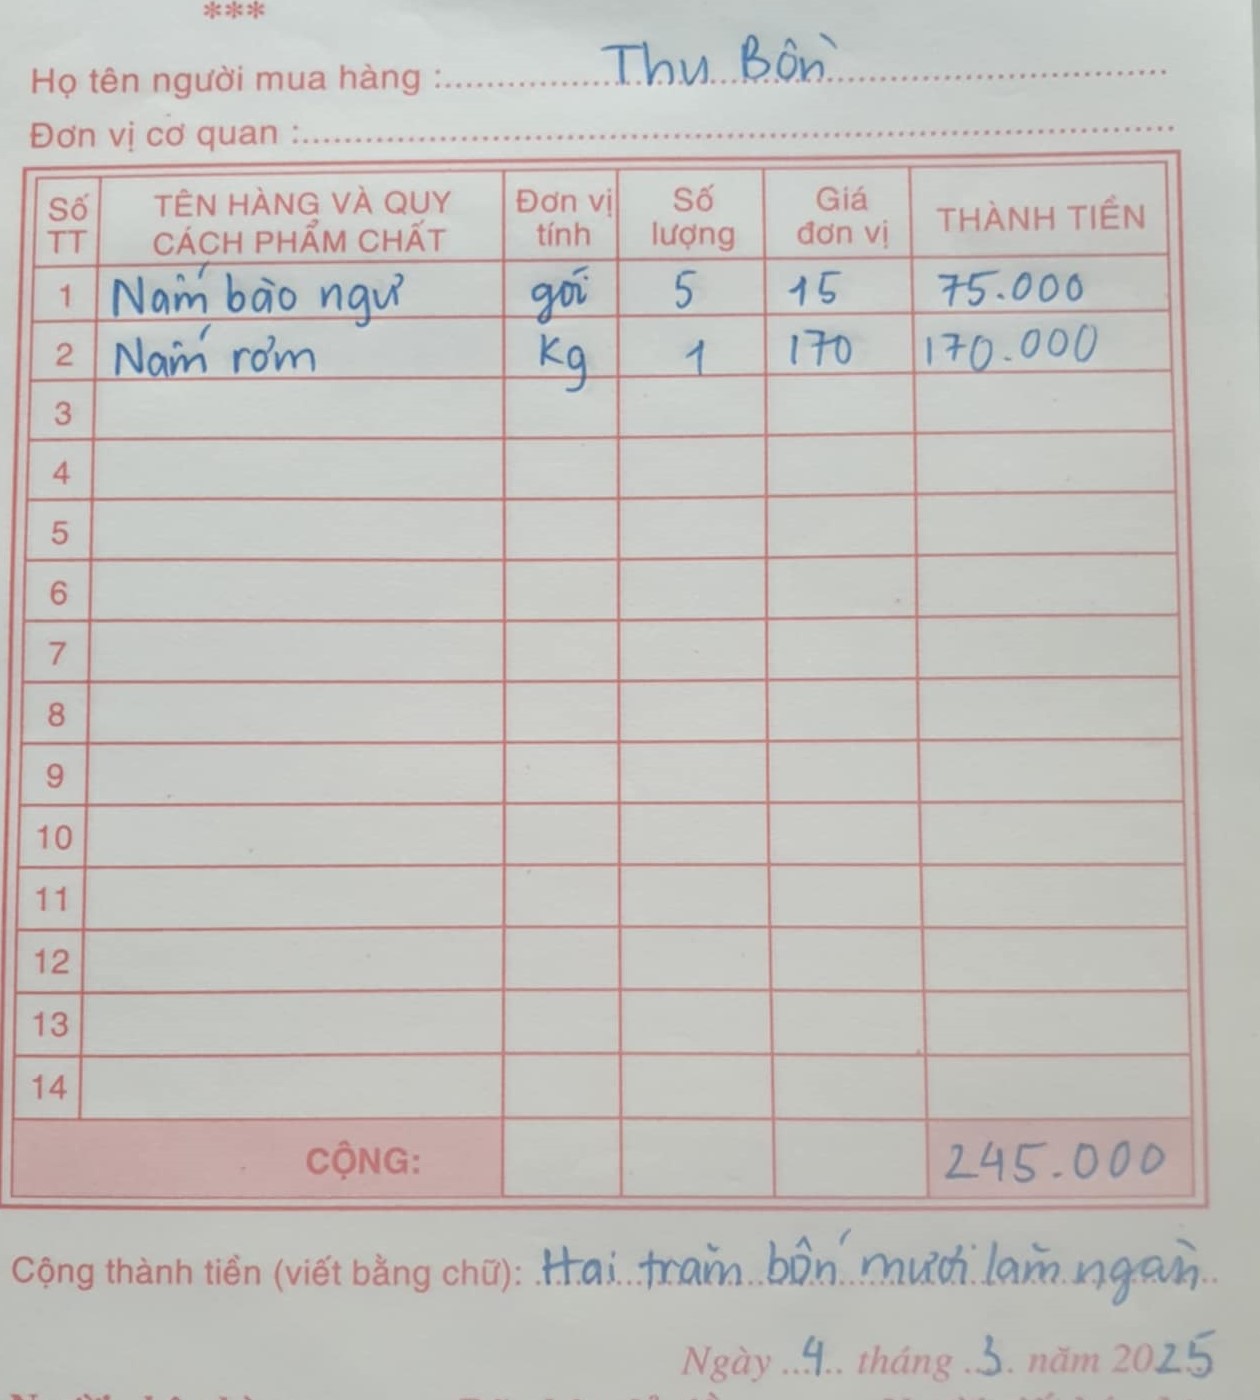 ***
Họ tên người mua hàng : Thu Bồn
Đơn vị cơ quan :
Số TT TÊN HÀNG VÀ QUY CÁCH PHẨM CHẤT Đơn vị tính Số lượng Giá đơn vị THÀNH TIỀN
1 Nấm bào ngư gói 5 15 75.000
2 Nấm rơm Kg 1 170 170.000
3
4
5
6
7
8
9
10
11
12
13
14
CỘNG: 245.000
Cộng thành tiền (viết bằng chữ): Hai trăm bốn mươi lăm ngàn
Ngày 4 tháng 3 năm 2025